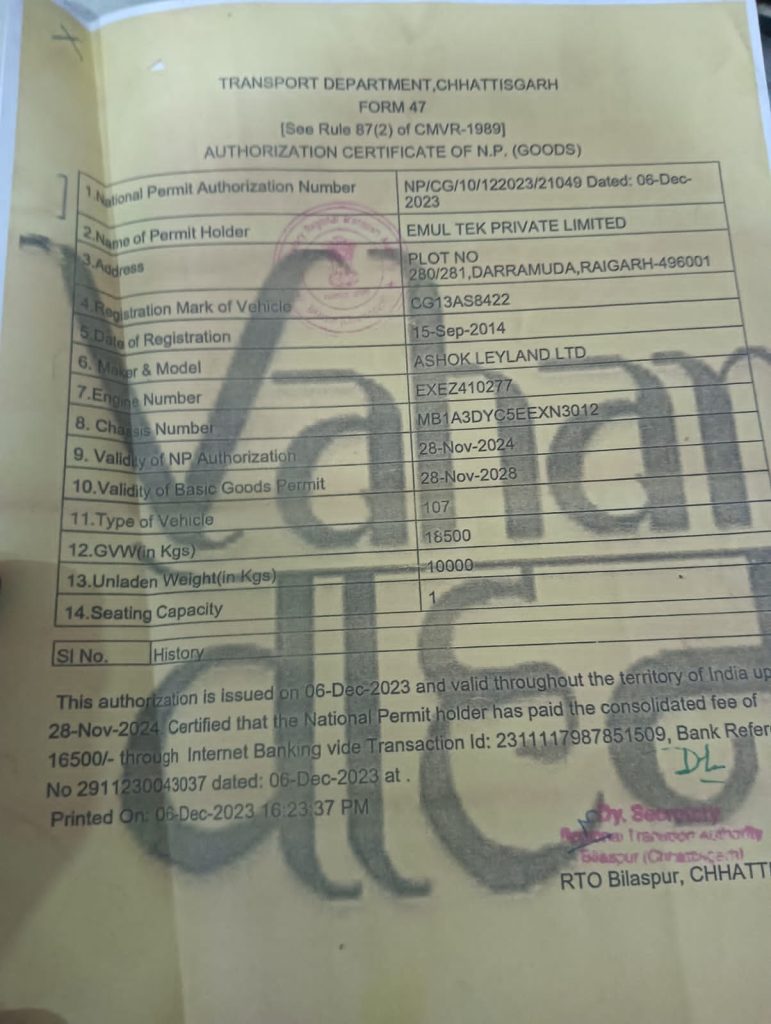 TRANSPORT DEPARTMENT,CHHATTISGARH
FORM 47
[See Rule 87(2) of CMVR-1989]
AUTHORIZATION CERTIFICATE OF N.P. (GOODS)
1.National Permit Authorization Number NP/CG/10/122023/21049 Dated: 06-Dec-
2023
2.Name of Permit Holder EMUL TEK PRIVATE LIMITED
3.Address PLOT NO
280/281,DARRAMUDA,RAIGARH-496001
4.Registration Mark of Vehicle CG13AS8422
5.Date of Registration 15-Sep-2014
6. Maker & Model ASHOK LEYLAND LTD
7.Engine Number EXEZ410277
8. Chassis Number MB1A3DYC5EEXN3012
9. Validity of NP Authorization 28-Nov-2024
10.Validity of Basic Goods Permit 28-Nov-2028
11.Type of Vehicle 107
12.GVW(in Kgs) 18500
13.Unladen Weight(in Kgs) 10000
14.Seating Capacity 1
SI No. History
This authorization is issued on 06-Dec-2023 and valid throughout the territory of India up
28-Nov-2024 Certified that the National Permit holder has paid the consolidated fee of
16500/- through Internet Banking vide Transaction Id: 2311117987851509, Bank Refer
No 2911230043037 dated: 06-Dec-2023 at .
Printed On: 06-Dec-2023 16:23:37 PM
Dy. Secretary
Transport Authority
Bilaspur (Chhattisgarh)
RTO Bilaspur, CHHATTI